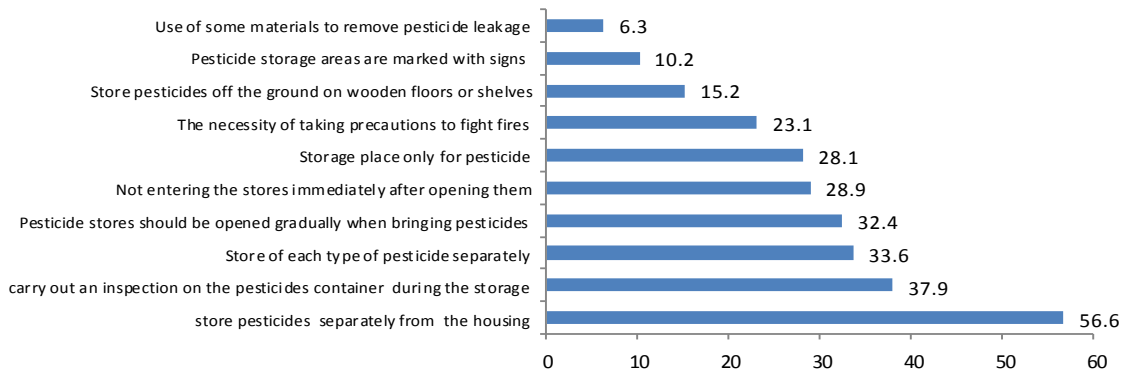 Use of some materials to remove pesticide leakage 6.3
Pesticide storage areas are marked with signs 10.2
Store pesticides off the ground on wooden floors or shelves 15.2
The necessity of taking precautions to fight fires 23.1
Storage place only for pesticide 28.1
Not entering the stores immediately after opening them 28.9
Pesticide stores should be opened gradually when bringing pesticides 32.4
Store of each type of pesticide separately 33.6
carry out an inspection on the pesticides container during the storage 37.9
store pesticides separately from the housing 56.6
0 10 20 30 40 50 60